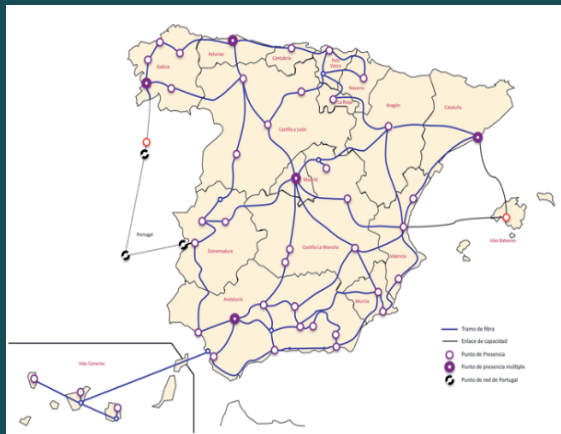 Galicia
Asturias
Cantabria
País
Vasco
Navarra
La Rioja
Aragón
Cataluña
Castilla y León
Madrid
Portugal
Extremadura
Castilla La Mancha
Valencia
Islas Baleares
Andalucía
Murcia
Islas Canarias
Tramo de fibra
Enlace de capacidad
Punto de Presencia
Punto de presencia múltiple
Punto de red de Portugal